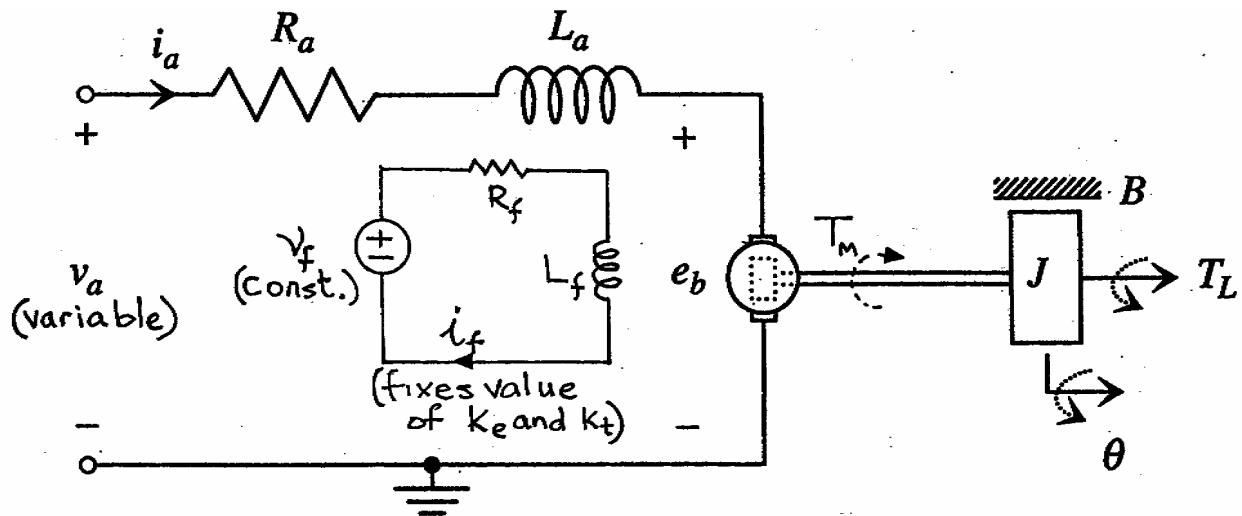 R_a
L_a
i_a
+
+
R_f
B
v_f
(const.)
+
−
L_f
T_M
v_a
(variable)
e_b
J
T_L
i_f
(fixes value
of k_e and k_t)
−
−
θ